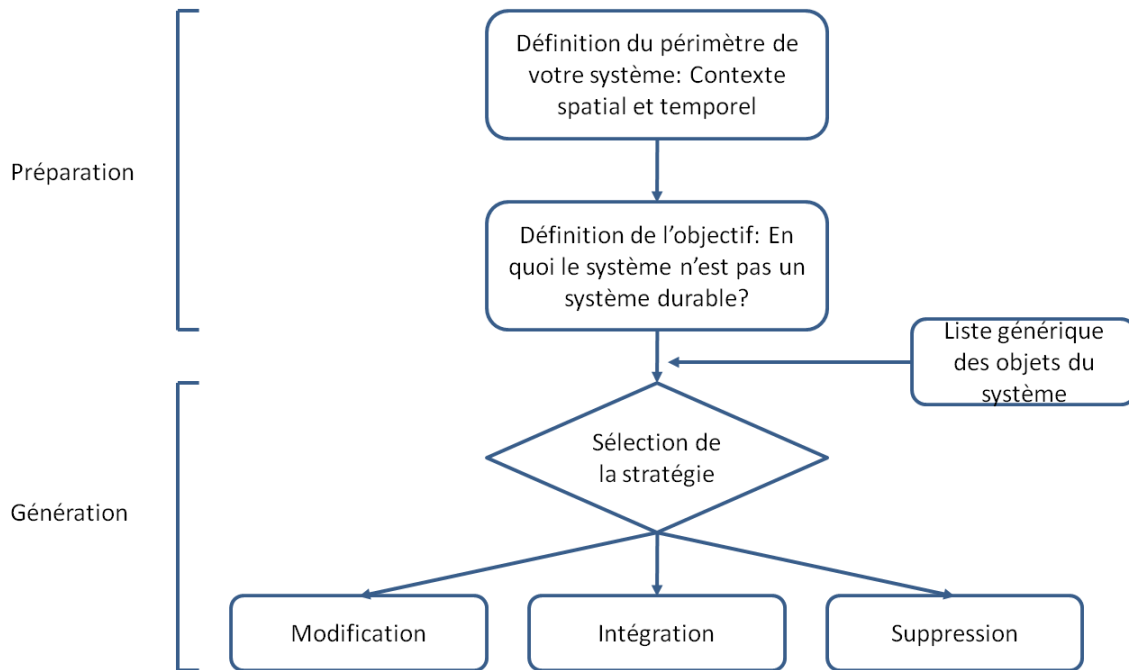 Définition du périmètre de
votre système: Contexte
spatial et temporel
Préparation
Définition de l’objectif: En
quoi le système n’est pas un
système durable?
Liste générique
des objets du
système
Sélection de
la stratégie
Génération
Modification
Intégration
Suppression